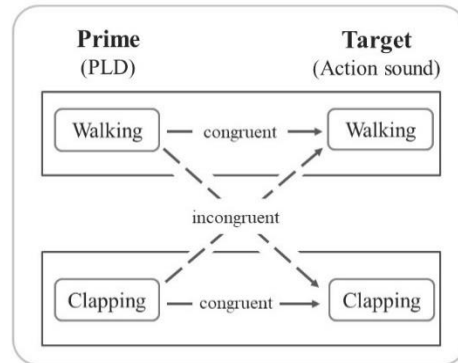 Prime Target
(PLD) (Action sound)
Walking congruent Walking
incongruent
Clapping congruent Clapping